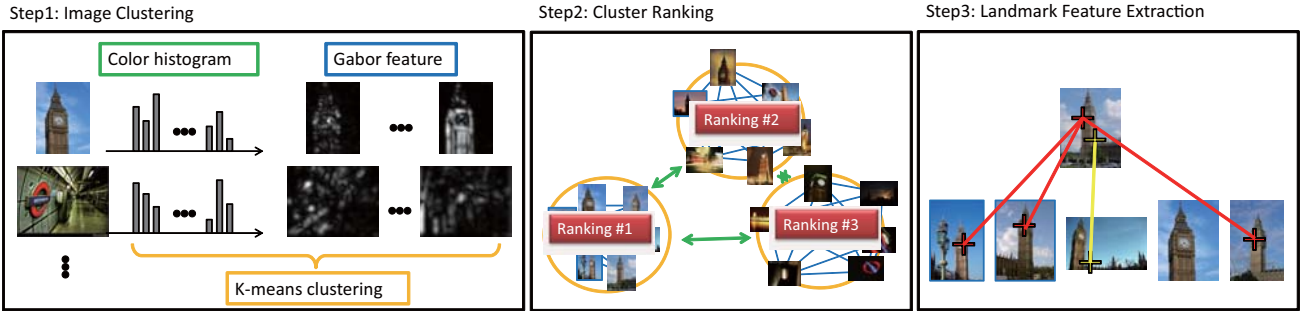 Step1: Image Clustering
Color histogram
Gabor feature
K-means clustering
Step2: Cluster Ranking
Ranking #2
Ranking #1
Ranking #3
Step3: Landmark Feature Extraction